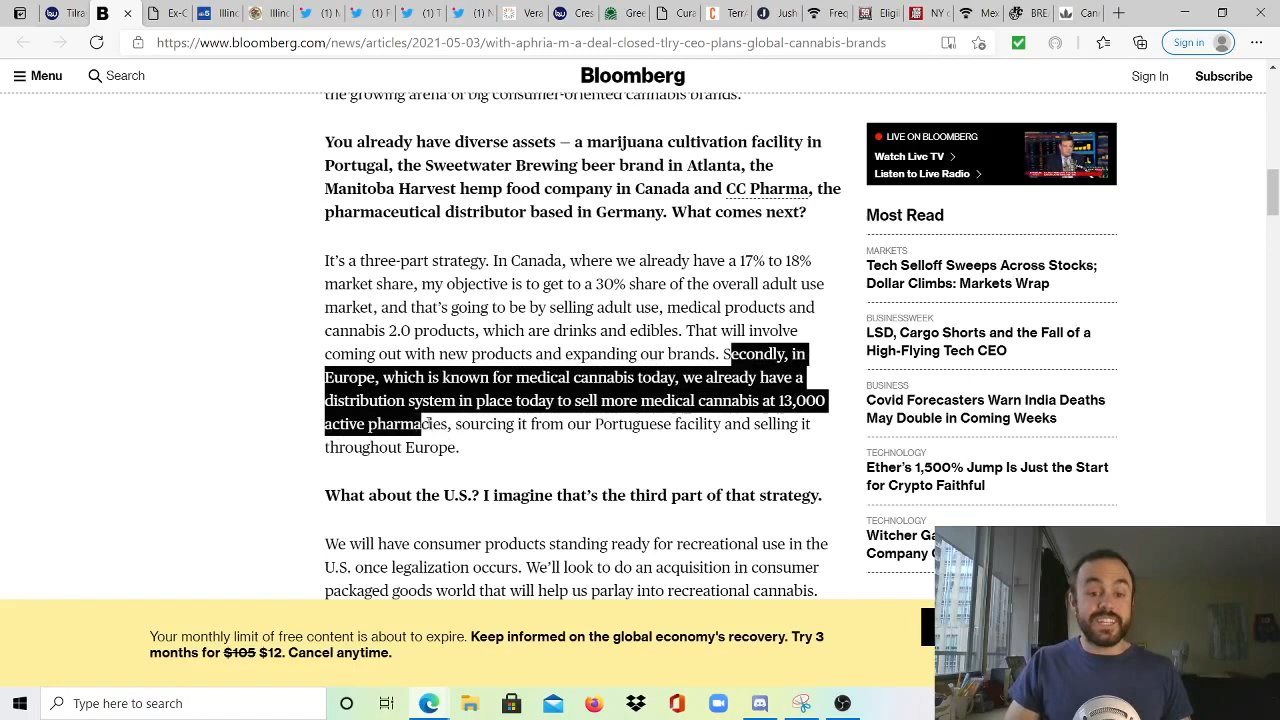 https://www.bloomberg.com/news/articles/2021-05-03/with-aphria-m-a-deal-closed-tlry-ceo-plans-global-cannabis-brands
Sign in
Menu
Search
Bloomberg
Sign In
Subscribe
the growing arena of big consumer-oriented cannabis brands.
You already have diverse assets — a marijuana cultivation facility in
Portugal, the Sweetwater Brewing beer brand in Atlanta, the
Manitoba Harvest hemp food company in Canada and CC Pharma, the
pharmaceutical distributor based in Germany. What comes next?
It's a three-part strategy. In Canada, where we already have a 17% to 18%
market share, my objective is to get to a 30% share of the overall adult use
market, and that's going to be by selling adult use, medical products and
cannabis 2.0 products, which are drinks and edibles. That will involve
coming out with new products and expanding our brands. Secondly, in
Europe, which is known for medical cannabis today, we already have a
distribution system in place today to sell more medical cannabis at 13,000
active pharmacies, sourcing it from our Portuguese facility and selling it
throughout Europe.
What about the U.S.? I imagine that's the third part of that strategy.
We will have consumer products standing ready for recreational use in the
U.S. once legalization occurs. We'll look to do an acquisition in consumer
packaged goods world that will help us parlay into recreational cannabis.
LIVE ON BLOOMBERG
Watch Live TV
Listen to Live Radio
Most Read
MARKETS
Tech Selloff Sweeps Across Stocks;
Dollar Climbs: Markets Wrap
BUSINESSWEEK
LSD, Cargo Shorts and the Fall of a
High-Flying Tech CEO
BUSINESS
Covid Forecasters Warn India Deaths
May Double in Coming Weeks
TECHNOLOGY
Ether's 1,500% Jump Is Just the Start
for Crypto Faithful
TECHNOLOGY
Witcher
Company
Your monthly limit of free content is about to expire. Keep informed on the global economy's recovery. Try 3
months for $105 $12. Cancel anytime.
Type here to search